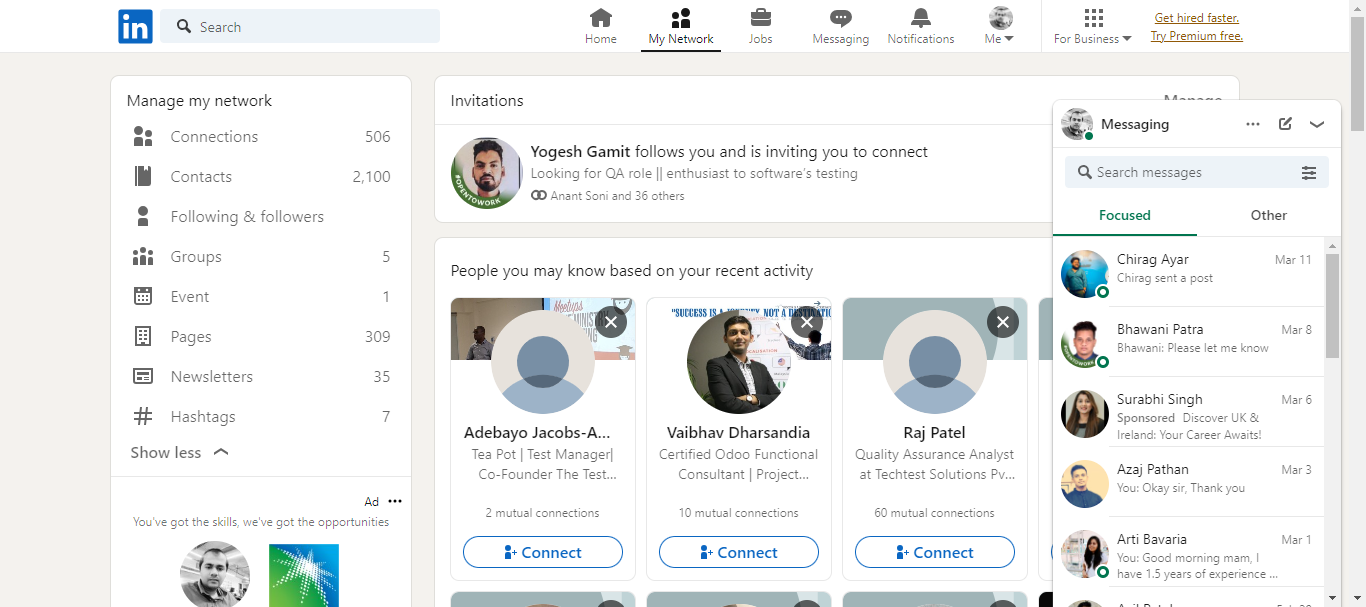 in
Search
Home
My Network
Jobs
Messaging
Notifications
Me
For Business
Get hired faster.
Try Premium free.
Manage my network
Connections 506
Contacts 2,100
Following & followers
Groups 5
Event 1
Pages 309
Newsletters 35
Hashtags 7
Show less
Ad
You've got the skills, we've got the opportunities
Invitations
Manage
Yogesh Gamit follows you and is inviting you to connect
Looking for QA role || enthusiast to software's testing
Anant Soni and 36 others
#OPENTOWORK
People you may know based on your recent activity
Meetups
MINISTRY
TESTING
Adebayo Jacobs-A...
Tea Pot | Test Manager|
Co-Founder The Test...
2 mutual connections
Connect
"SUCCESS IS A JOURNEY, NOT A DESTINATION
Vaibhav Dharsandia
Certified Odoo Functional
Consultant | Project...
10 mutual connections
Connect
Raj Patel
Quality Assurance Analyst
at Techtest Solutions Pv...
60 mutual connections
Connect
Messaging
Search messages
Focused
Other
Chirag Ayar Mar 11
Chirag sent a post
Bhawani Patra Mar 8
Bhawani: Please let me know
Surabhi Singh Mar 6
Sponsored Discover UK &
Ireland: Your Career Awaits!
Azaj Pathan Mar 3
You: Okay sir, Thank you
Arti Bavaria Mar 1
You: Good morning mam, I
have 1.5 years of experience ...